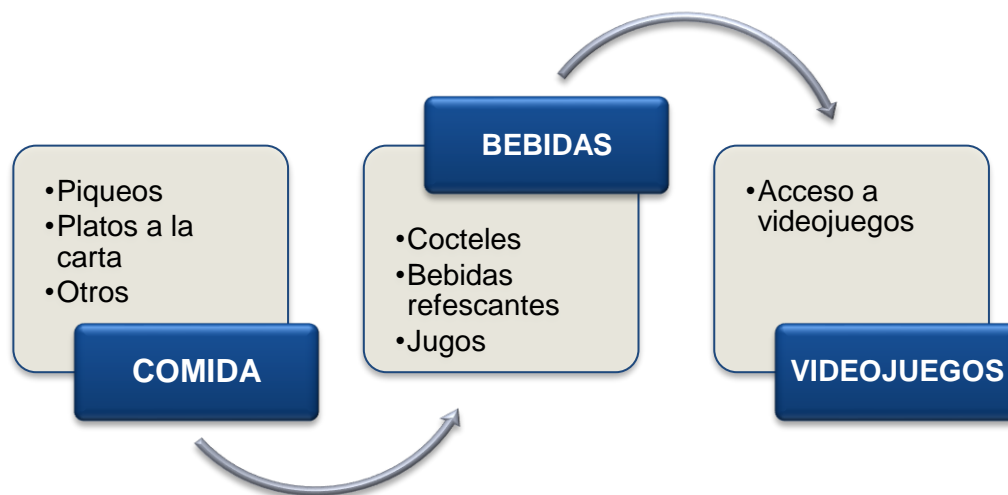 •Piqueos
•Platos a la
carta
•Otros
COMIDA
BEBIDAS
•Cocteles
•Bebidas
refescantes
•Jugos
•Acceso a
videojuegos
VIDEOJUEGOS